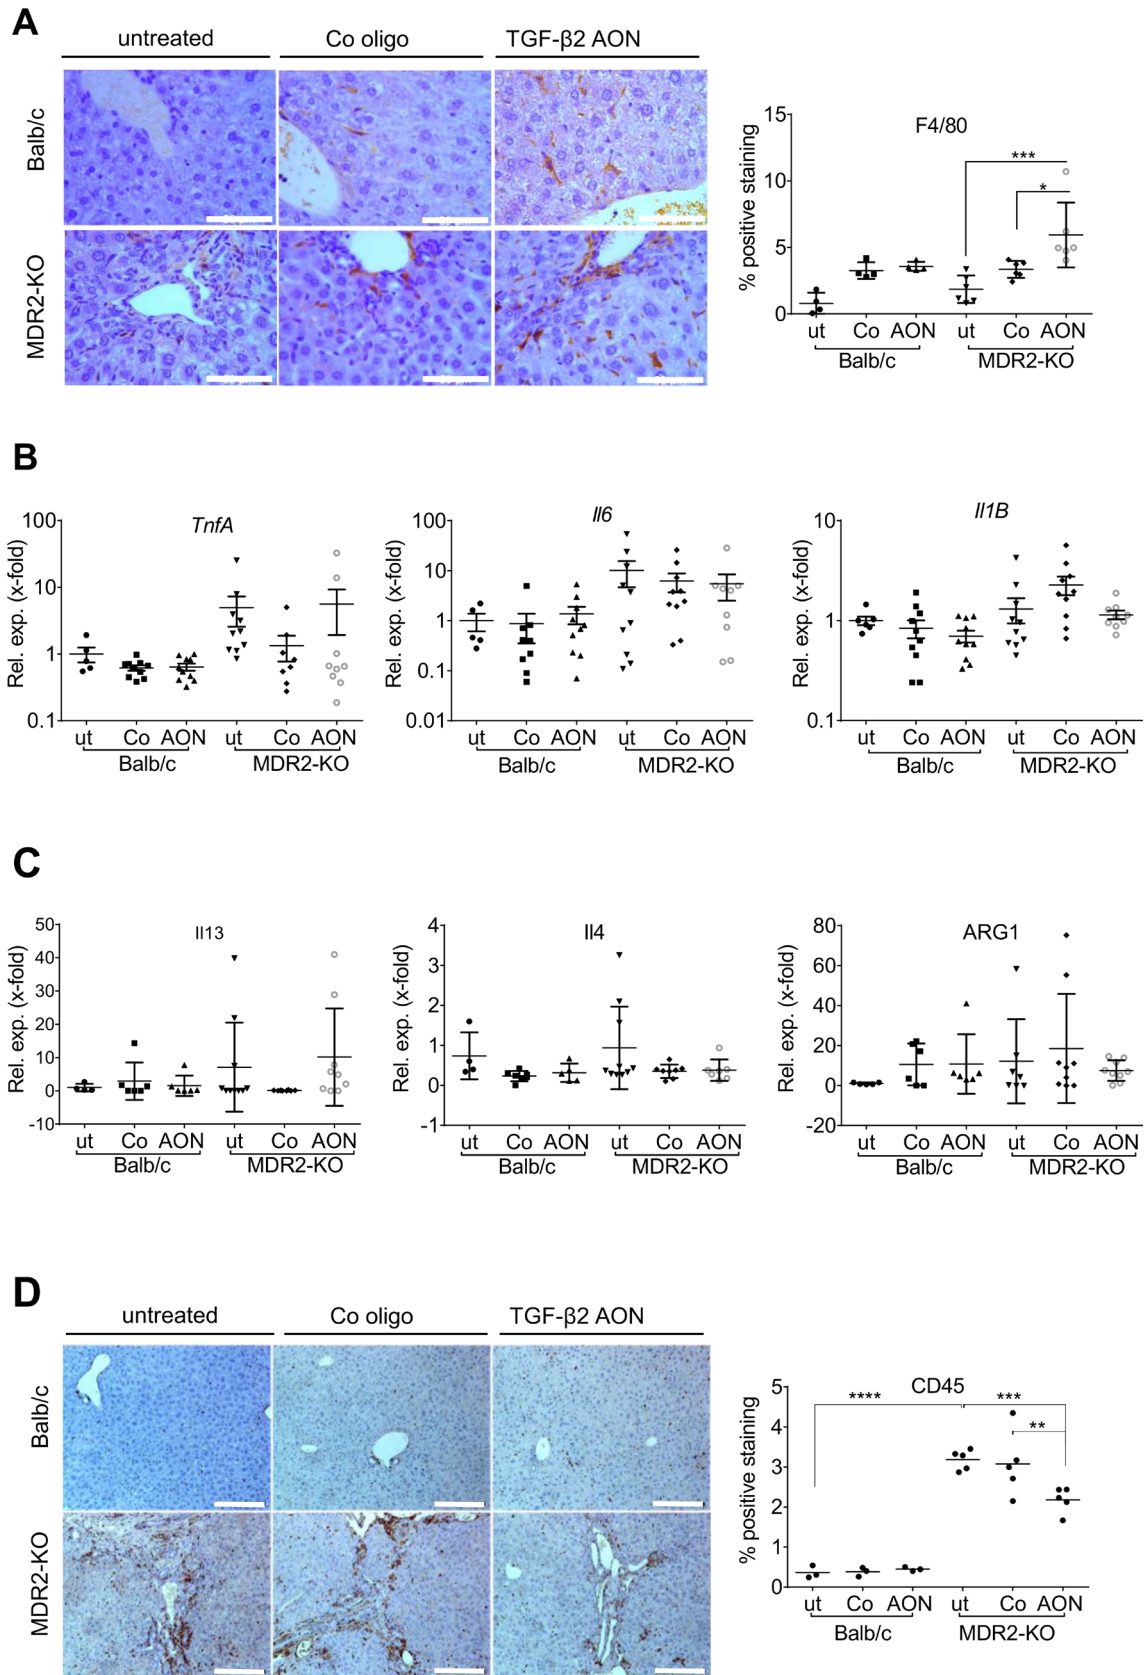 A
untreated
Co oligo
TGF-β2 AON
Balb/c
MDR2-KO
F4/80
% positive staining
15
10
5
0
***
*
ut Co AON ut Co AON
Balb/c MDR2-KO
B
TnfA
Rel. exp. (x-fold)
100
10
1
0.1
ut Co AON ut Co AON
Balb/c MDR2-KO
Il6
Rel. exp. (x-fold)
100
10
1
0.1
0.01
ut Co AON ut Co AON
Balb/c MDR2-KO
Il1B
Rel. exp. (x-fold)
10
1
0.1
ut Co AON ut Co AON
Balb/c MDR2-KO
C
Il13
Rel. exp. (x-fold)
50
40
30
20
10
0
-10
ut Co AON ut Co AON
Balb/c MDR2-KO
Il4
Rel. exp. (x-fold)
4
3
2
1
0
-1
ut Co AON ut Co AON
Balb/c MDR2-KO
ARG1
Rel. exp. (x-fold)
80
60
40
20
0
-20
ut Co AON ut Co AON
Balb/c MDR2-KO
D
untreated
Co oligo
TGF-β2 AON
Balb/c
MDR2-KO
CD45
% positive staining
5
4
3
2
1
0
****
***
**
ut Co AON ut Co AON
Balb/c MDR2-KO